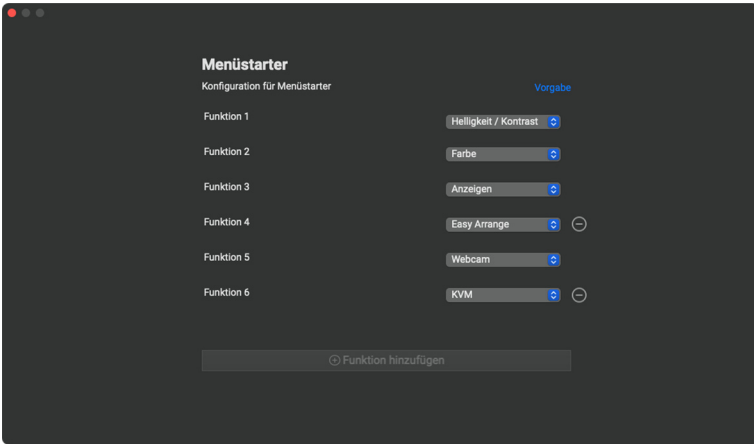 Menüstarter
Konfiguration für Menüstarter Vorgabe
Funktion 1 Helligkeit / Kontrast
Funktion 2 Farbe
Funktion 3 Anzeigen
Funktion 4 Easy Arrange
Funktion 5 Webcam
Funktion 6 KVM
Funktion hinzufügen